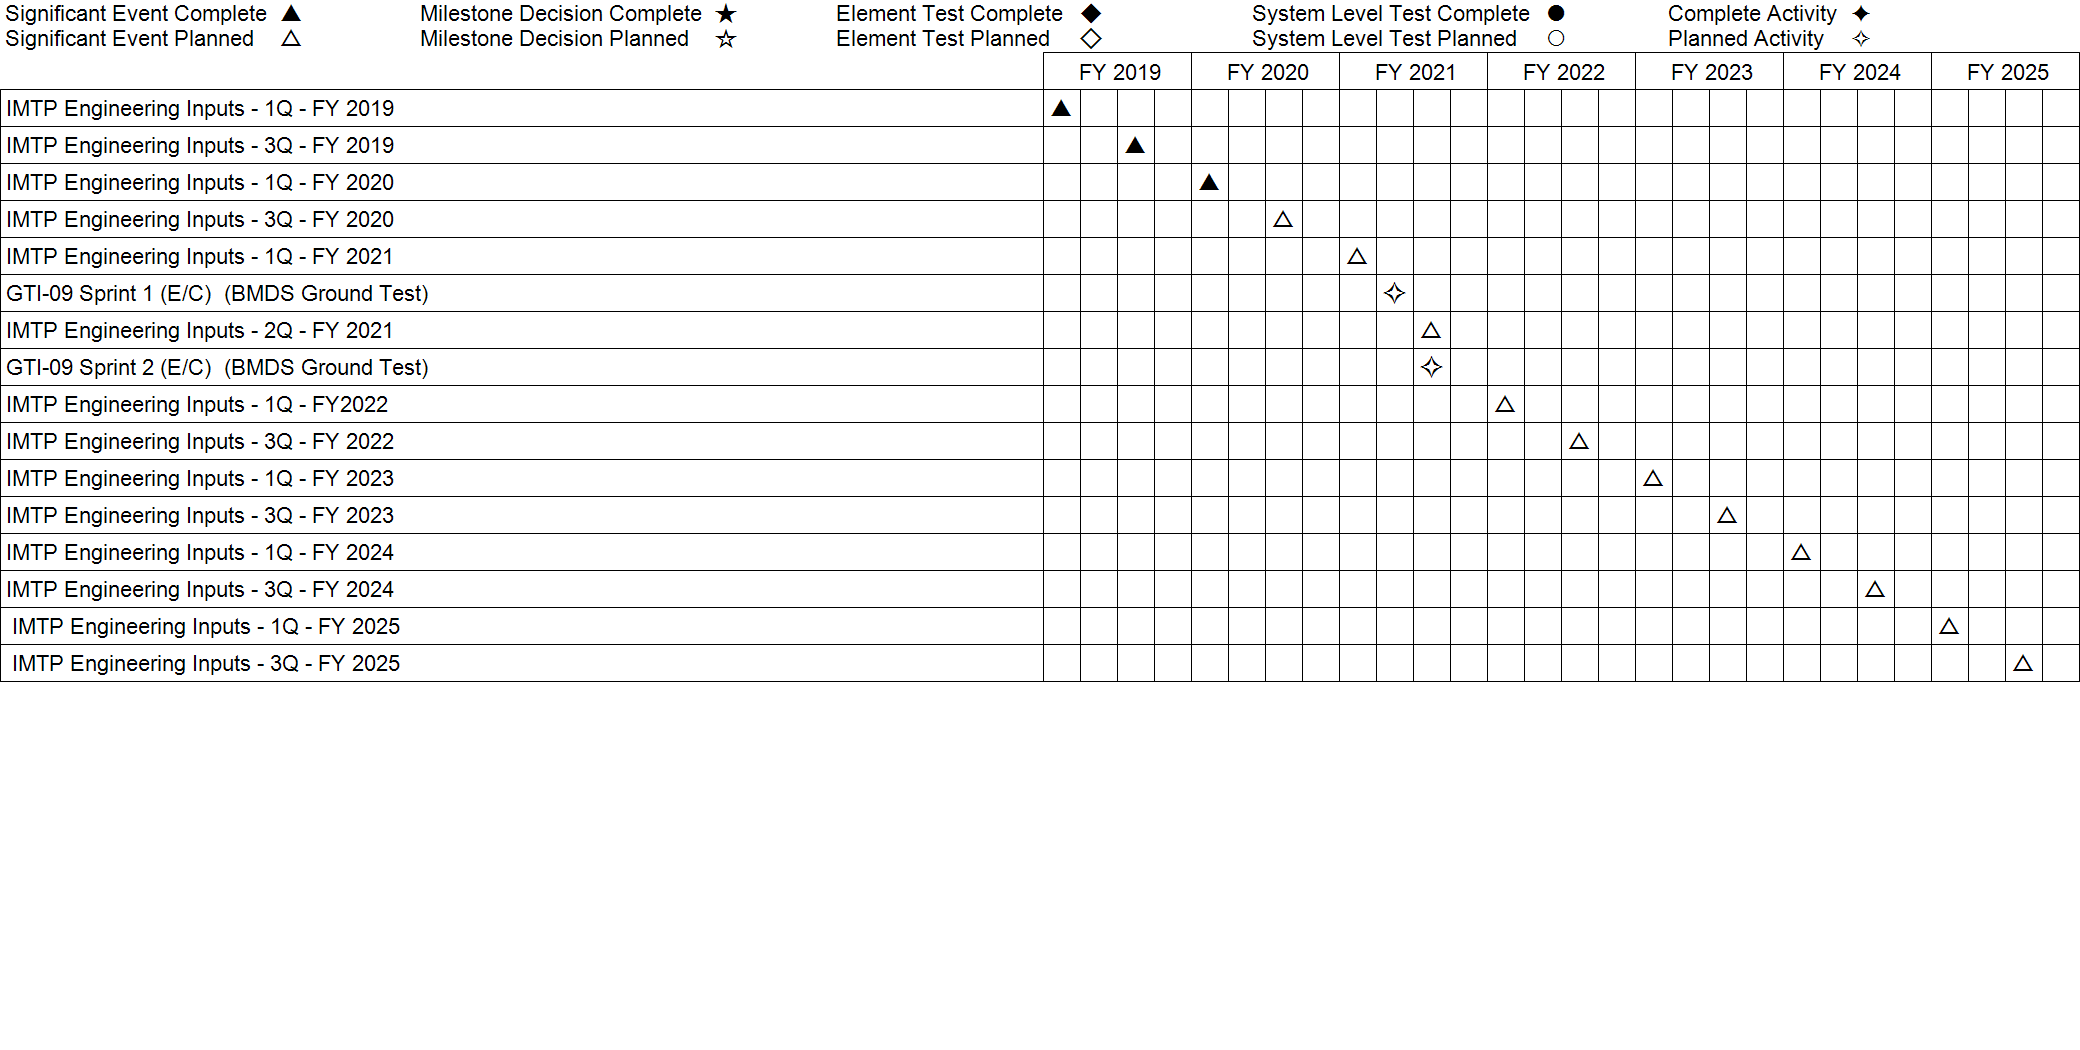 Significant Event Complete ▲ Milestone Decision Complete ★ Element Test Complete ◆ System Level Test Complete ● Complete Activity ✦
Significant Event Planned △ Milestone Decision Planned ☆ Element Test Planned ◇ System Level Test Planned ○ Planned Activity ✧
FY 2019 FY 2020 FY 2021 FY 2022 FY 2023 FY 2024 FY 2025
IMTP Engineering Inputs - 1Q - FY 2019 ▲
IMTP Engineering Inputs - 3Q - FY 2019 ▲
IMTP Engineering Inputs - 1Q - FY 2020 ▲
IMTP Engineering Inputs - 3Q - FY 2020 △
IMTP Engineering Inputs - 1Q - FY 2021 △
GTI-09 Sprint 1 (E/C)  (BMDS Ground Test) ✧
IMTP Engineering Inputs - 2Q - FY 2021 △
GTI-09 Sprint 2 (E/C)  (BMDS Ground Test) ✧
IMTP Engineering Inputs - 1Q - FY2022 △
IMTP Engineering Inputs - 3Q - FY 2022 △
IMTP Engineering Inputs - 1Q - FY 2023 △
IMTP Engineering Inputs - 3Q - FY 2023 △
IMTP Engineering Inputs - 1Q - FY 2024 △
IMTP Engineering Inputs - 3Q - FY 2024 △
IMTP Engineering Inputs - 1Q - FY 2025 △
IMTP Engineering Inputs - 3Q - FY 2025 △